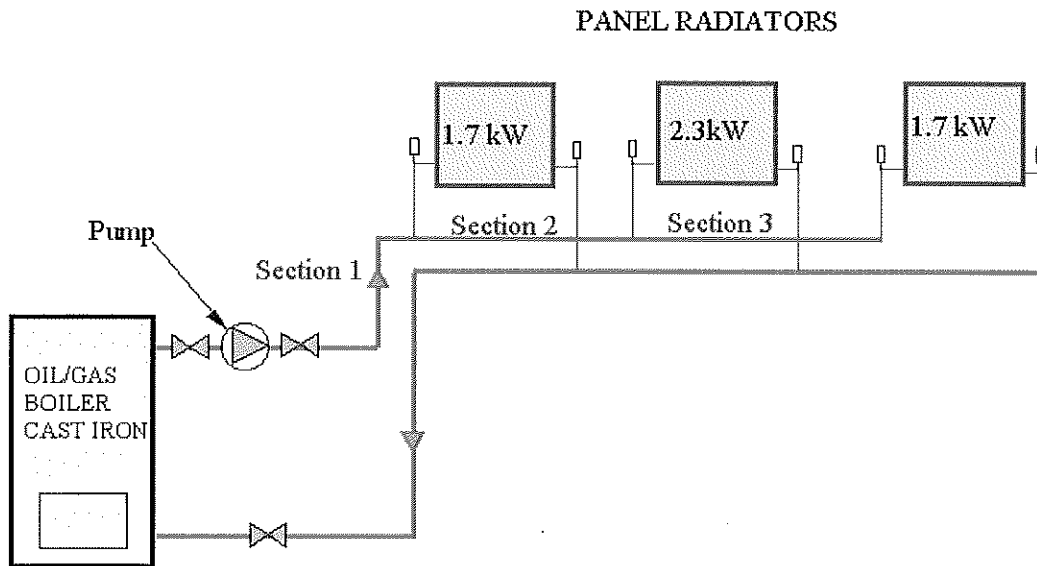 PANEL RADIATORS
1.7 kW
2.3kW
1.7 kW
Section 2
Section 3
Pump
Section 1
OIL/GAS
BOILER
CAST IRON